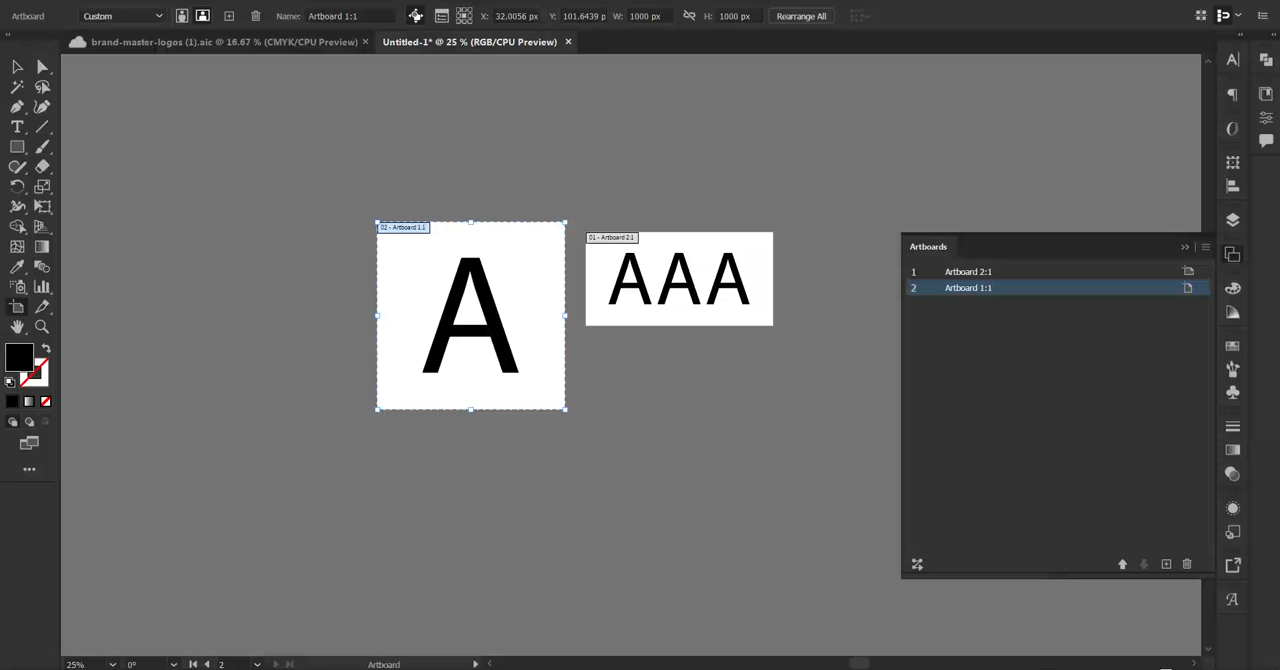 Artboard Custom Name: Artboard 1:1 X: 32.0056 px Y: 101.6439 p W: 1000 px H: 1000 px Rearrange All
brand-master-logos (1).aic @ 16.67 % (CMYK/CPU Preview) × Untitled-1* @ 25 % (RGB/CPU Preview) ×
02 - Artboard 1:1
A
01 - Artboard 2:1
AAA
Artboards
1 Artboard 2:1
2 Artboard 1:1
25% 0° 2 Artboard